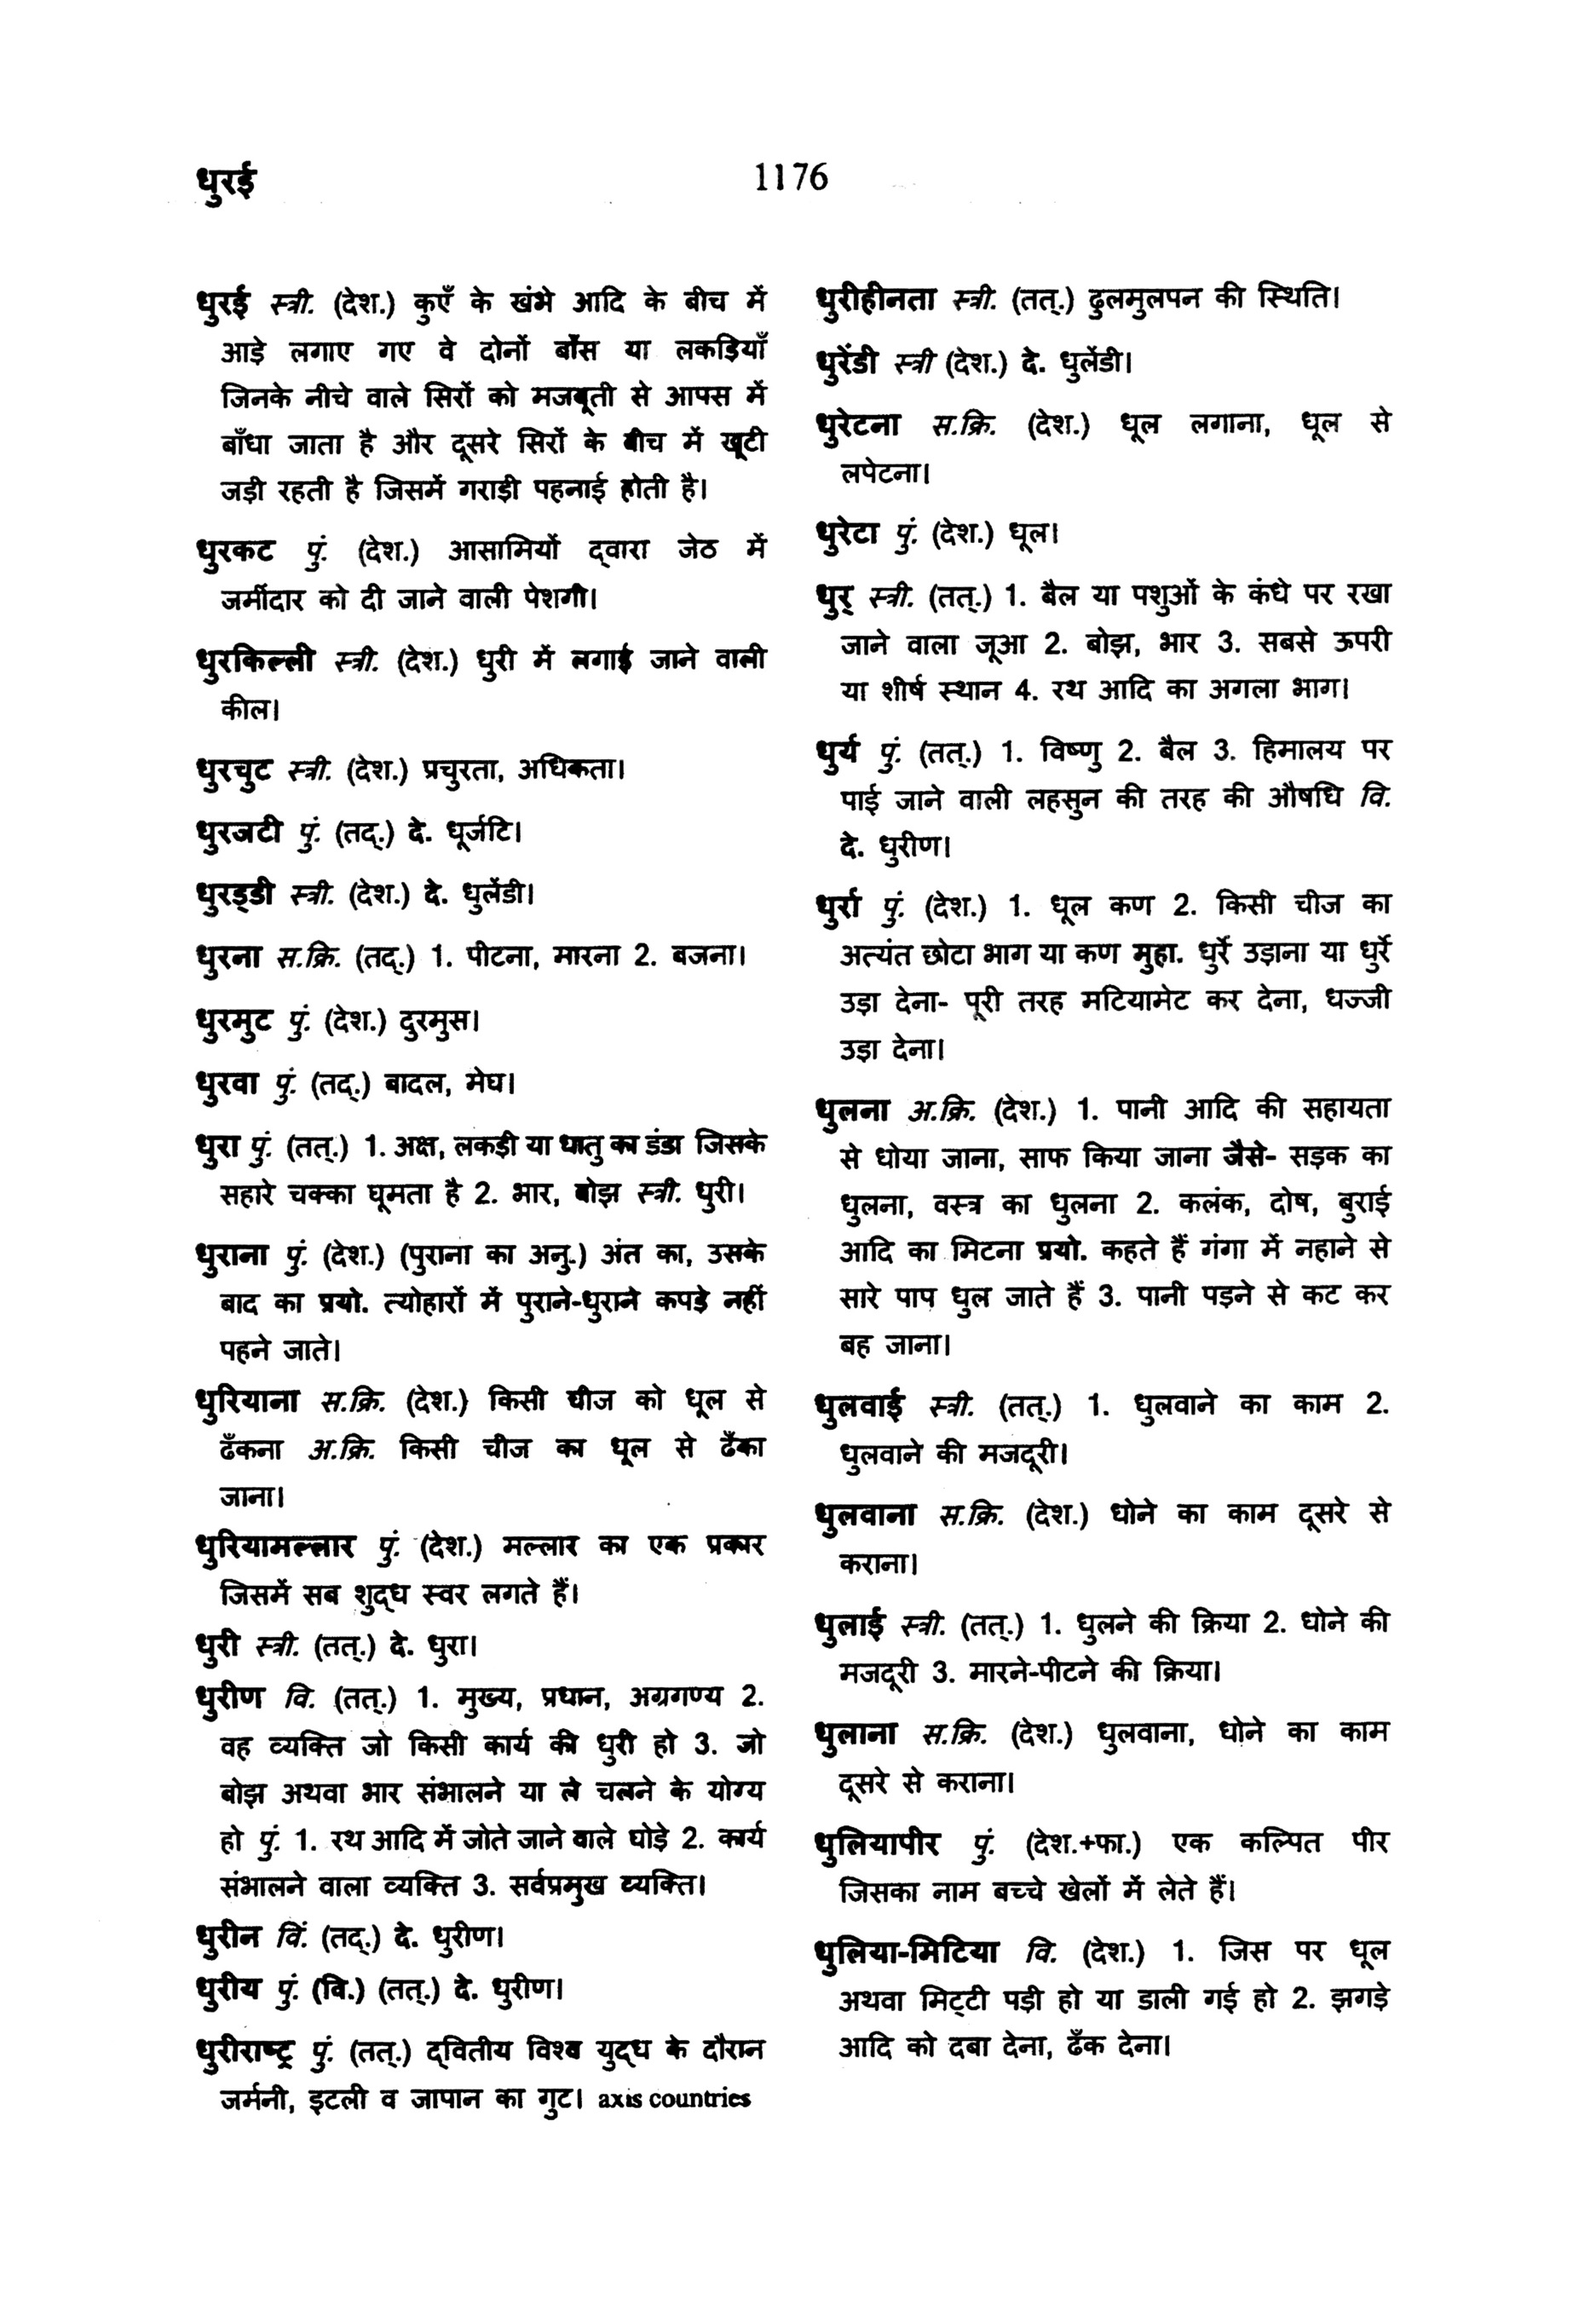 धुरई
1176
धुरई स्त्री. (देश.) कुएँ के खंभे आदि के बीच में
आड़े लगाए गए वे दोनों बाँस या लकड़ियाँ
जिनके नीचे वाले सिरों को मजबूती से आपस में
बाँधा जाता है और दूसरे सिरों के बीच में खूटी
जड़ी रहती है जिसमें गराड़ी पहनाई होती है।
धुरकट पुं. (देश.) आसामियों द्वारा जेठ में
जमींदार को दी जाने वाली पेशगी।
धुरकिल्ली स्त्री. (देश.) धुरी में लगाई जाने वाली
कील।
धुरचुट स्त्री. (देश.) प्रचुरता, अधिकता।
धुरजटी पुं. (तद्.) दे. धूर्जटि।
धुरड्डी स्त्री. (देश.) दे. धुलेंडी।
धुरना स.क्रि. (तद्.) 1. पीटना, मारना 2. बजना।
धुरमुट पुं. (देश.) दुरमुस।
धुरवा पुं. (तद्.) बादल, मेघ।
धुरा पुं. (तत्.) 1. अक्ष, लकड़ी या धातु का डंडा जिसके
सहारे चक्का घूमता है 2. भार, बोझ स्त्री. धुरी।
धुराना पुं. (देश.) (पुराना का अनु.) अंत का, उसके
बाद का प्रयो. त्योहारों में पुराने-धुराने कपड़े नहीं
पहने जाते।
धुरियाना स.क्रि. (देश.) किसी चीज को धूल से
ढँकना अ.क्रि. किसी चीज का धूल से ढँका
जाना।
धुरियामल्लार पुं. (देश.) मल्लार का एक प्रकार
जिसमें सब शुद्ध स्वर लगते हैं।
धुरी स्त्री. (तत्.) दे. धुरा।
धुरीण वि. (तत्.) 1. मुख्य, प्रधान, अग्रगण्य 2.
वह व्यक्ति जो किसी कार्य की धुरी हो 3. जो
बोझ अथवा भार संभालने या ले चलने के योग्य
हो पुं. 1. रथ आदि में जोते जाने वाले घोड़े 2. कार्य
संभालने वाला व्यक्ति 3. सर्वप्रमुख व्यक्ति।
धुरीन विं. (तद्.) दे. धुरीण।
धुरीय पुं. (वि.) (तत्.) दे. धुरीण।
धुरीराष्ट्र पुं. (तत्.) द्वितीय विश्व युद्ध के दौरान
जर्मनी, इटली व जापान का गुट। axis countries
धुरीहीनता स्त्री. (तत्.) ढुलमुलपन की स्थिति।
धुरेंडी स्त्री (देश.) दे. धुलेंडी।
धुरेटना स.क्रि. (देश.) धूल लगाना, धूल से
लपेटना।
धुरेटा पुं. (देश.) धूल।
धुर् स्त्री. (तत्.) 1. बैल या पशुओं के कंधे पर रखा
जाने वाला जूआ 2. बोझ, भार 3. सबसे ऊपरी
या शीर्ष स्थान 4. रथ आदि का अगला भाग।
धुर्य पुं. (तत्.) 1. विष्णु 2. बैल 3. हिमालय पर
पाई जाने वाली लहसुन की तरह की औषधि वि.
दे. धुरीण।
धुर्रा पुं. (देश.) 1. धूल कण 2. किसी चीज का
अत्यंत छोटा भाग या कण मुहा. धुर्रे उड़ाना या धुर्रे
उड़ा देना- पूरी तरह मटियामेट कर देना, धज्जी
उड़ा देना।
धुलना अ.क्रि. (देश.) 1. पानी आदि की सहायता
से धोया जाना, साफ किया जाना जैसे- सड़क का
धुलना, वस्त्र का धुलना 2. कलंक, दोष, बुराई
आदि का मिटना प्रयो. कहते हैं गंगा में नहाने से
सारे पाप धुल जाते हैं 3. पानी पड़ने से कट कर
बह जाना।
धुलवाई स्त्री. (तत्.) 1. धुलवाने का काम 2.
धुलवाने की मजदूरी।
धुलवाना स.क्रि. (देश.) धोने का काम दूसरे से
कराना।
धुलाई स्त्री. (तत्.) 1. धुलने की क्रिया 2. धोने की
मजदूरी 3. मारने-पीटने की क्रिया।
धुलाना स.क्रि. (देश.) धुलवाना, धोने का काम
दूसरे से कराना।
धुलियापीर पुं. (देश.+फा.) एक कल्पित पीर
जिसका नाम बच्चे खेलों में लेते हैं।
धुलिया-मिटिया वि. (देश.) 1. जिस पर धूल
अथवा मिट्टी पड़ी हो या डाली गई हो 2. झगड़े
आदि को दबा देना, ढँक देना।